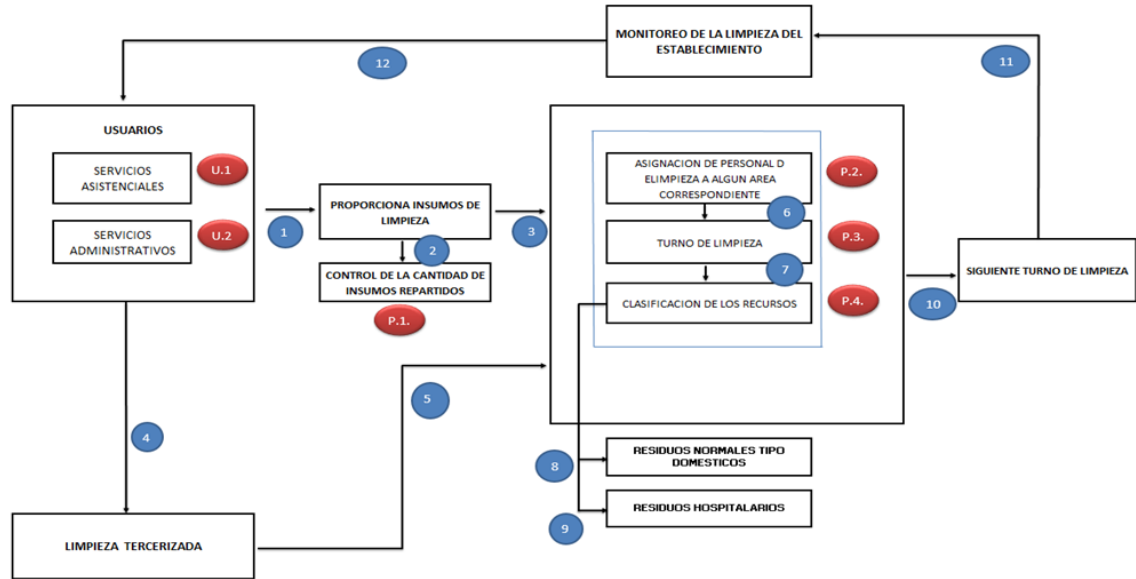 MONITOREO DE LA LIMPIEZA DEL
ESTABLECIMIENTO
12
11
USUARIOS
SERVICIOS
ASISTENCIALES
U.1
SERVICIOS
ADMINISTRATIVOS
U.2
1
PROPORCIONA INSUMOS DE
LIMPIEZA
2
3
CONTROL DE LA CANTIDAD DE
INSUMOS REPARTIDOS
P.1.
ASIGNACION DE PERSONAL D
ELIMPIEZA A ALGUN AREA
CORRESPONDIENTE
P.2.
6
TURNO DE LIMPIEZA
P.3.
7
CLASIFICACION DE LOS RECURSOS
P.4.
10
SIGUIENTE TURNO DE LIMPIEZA
4
5
8
RESIDUOS NORMALES TIPO
DOMESTICOS
9
RESIDUOS HOSPITALARIOS
LIMPIEZA TERCERIZADA